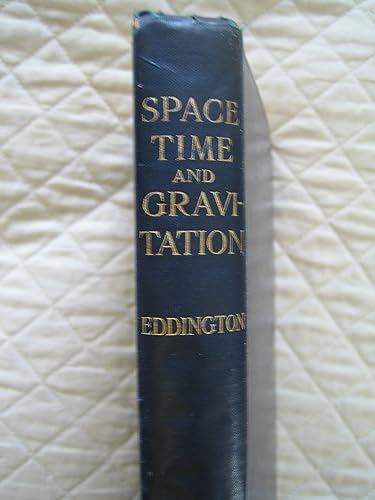 SPACE
TIME
AND
GRAVI-
TATION
EDDINGTON